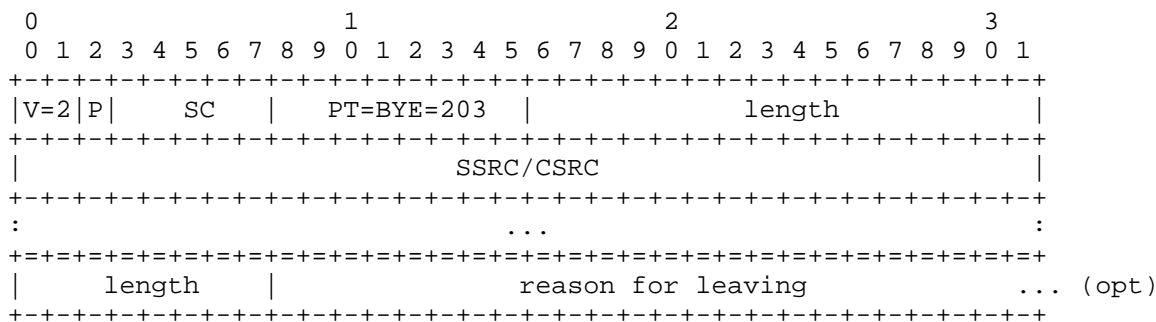 0                   1                   2                   3
 0 1 2 3 4 5 6 7 8 9 0 1 2 3 4 5 6 7 8 9 0 1 2 3 4 5 6 7 8 9 0 1
+-+-+-+-+-+-+-+-+-+-+-+-+-+-+-+-+-+-+-+-+-+-+-+-+-+-+-+-+-+-+-+-+
|V=2|P|    SC   |   PT=BYE=203  |             length            |
+-+-+-+-+-+-+-+-+-+-+-+-+-+-+-+-+-+-+-+-+-+-+-+-+-+-+-+-+-+-+-+-+
|                           SSRC/CSRC                           |
+-+-+-+-+-+-+-+-+-+-+-+-+-+-+-+-+-+-+-+-+-+-+-+-+-+-+-+-+-+-+-+-+
:                              ...                              :
+=+=+=+=+=+=+=+=+=+=+=+=+=+=+=+=+=+=+=+=+=+=+=+=+=+=+=+=+=+=+=+=+
|     length    |               reason for leaving             ... (opt)
+-+-+-+-+-+-+-+-+-+-+-+-+-+-+-+-+-+-+-+-+-+-+-+-+-+-+-+-+-+-+-+-+